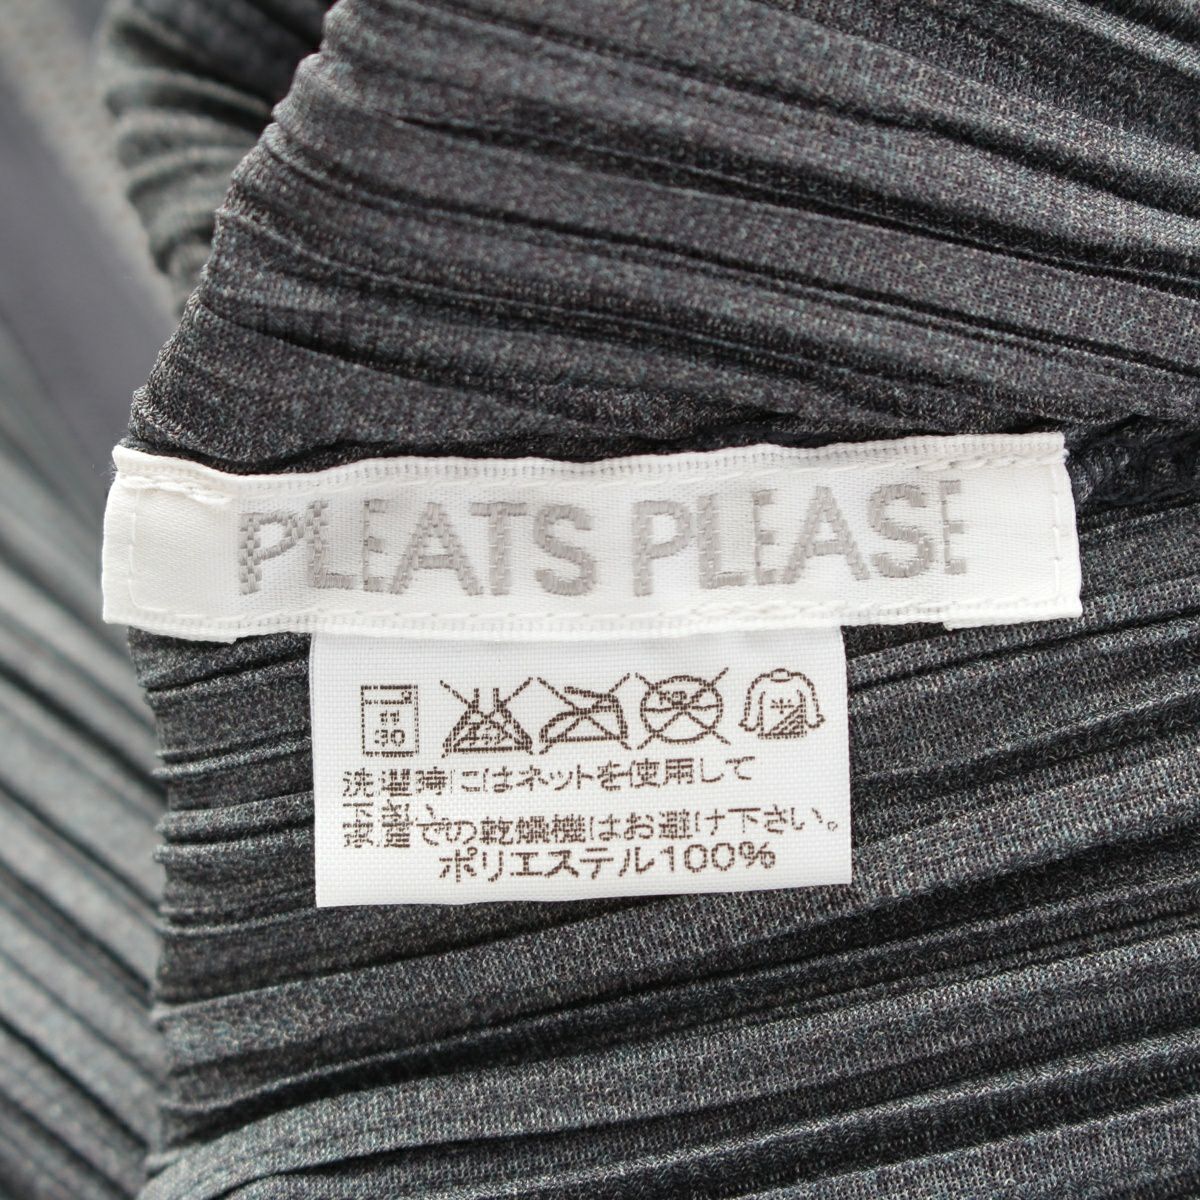 PLEATS PLEASE
弱
30
洗濯時にはネットを使用して
下さい。
家庭での乾燥機はお避け下さい。
ポリエステル100%